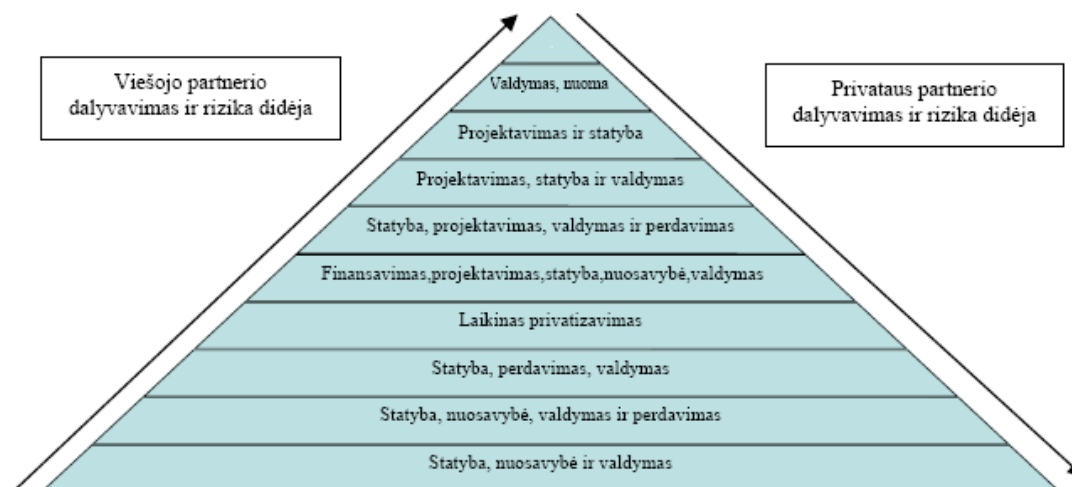 Viešojo partnerio
dalyvavimas ir rizika didėja
Privataus partnerio
dalyvavimas ir rizika didėja
Valdymas, nuoma
Projektavimas ir statyba
Projektavimas, statyba ir valdymas
Statyba, projektavimas, valdymas ir perdavimas
Finansavimas,projektavimas,statyba,nuosavybė,valdymas
Laikinas privatizavimas
Statyba, perdavimas, valdymas
Statyba, nuosavybė, valdymas ir perdavimas
Statyba, nuosavybė ir valdymas